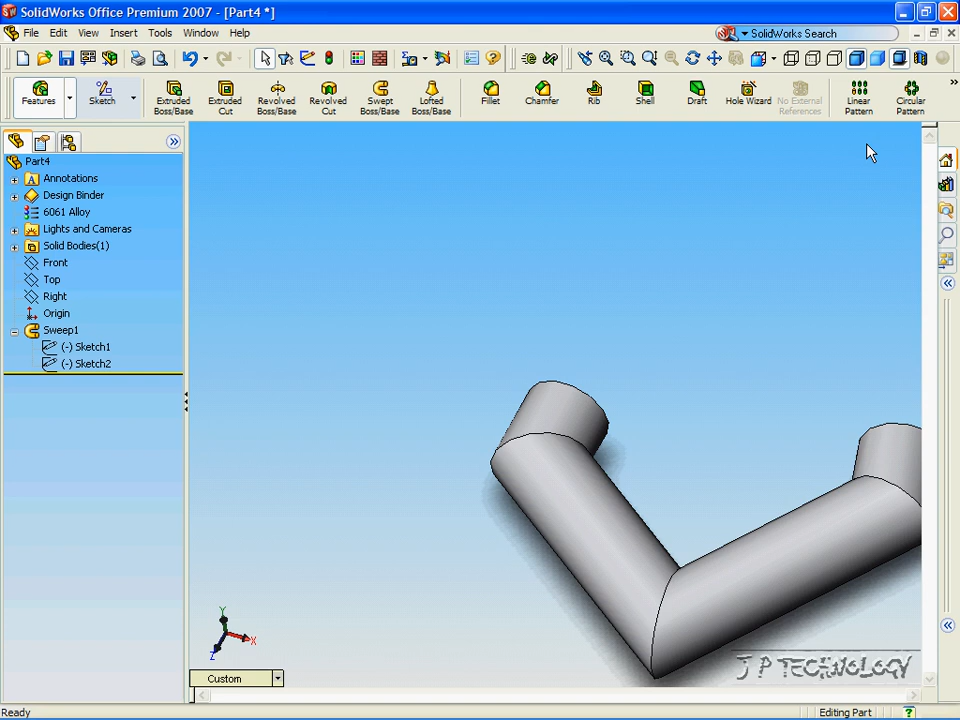 SolidWorks Office Premium 2007 - [Part4 *]
File Edit View Insert Tools Window Help
SolidWorks Search
Features Sketch Extruded Boss/Base Extruded Cut Revolved Boss/Base Revolved Cut Swept Boss/Base Lofted Boss/Base Fillet Chamfer Rib Shell Draft Hole Wizard No External References Linear Pattern Circular Pattern
Part4
Annotations
Design Binder
6061 Alloy
Lights and Cameras
Solid Bodies(1)
Front
Top
Right
Origin
Sweep1
(-) Sketch1
(-) Sketch2
Y
X
Z
Custom
J P TECHNOLOGY
Ready
Editing Part